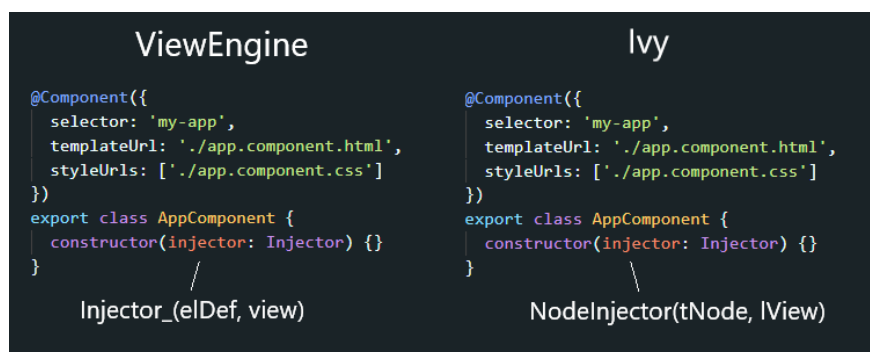 ViewEngine
@Component({
selector: 'my-app',
templateUrl: './app.component.html',
styleUrls: ['./app.component.css']
})
export class AppComponent {
constructor(injector: Injector) {}
}
Injector_(elDef, view)
Ivy
@Component({
selector: 'my-app',
templateUrl: './app.component.html',
styleUrls: ['./app.component.css']
})
export class AppComponent {
constructor(injector: Injector) {}
}
NodeInjector(tNode, lView)